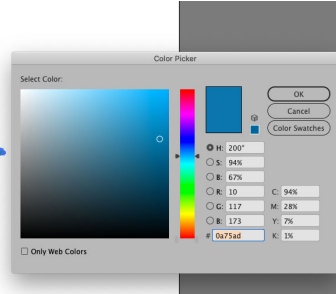 Color Picker
Select Color:
OK
Cancel
Color Swatches
H: 200°
S: 94%
B: 67%
R: 10 C: 94%
G: 117 M: 28%
B: 173 Y: 7%
# 0a75ad K: 1%
Only Web Colors